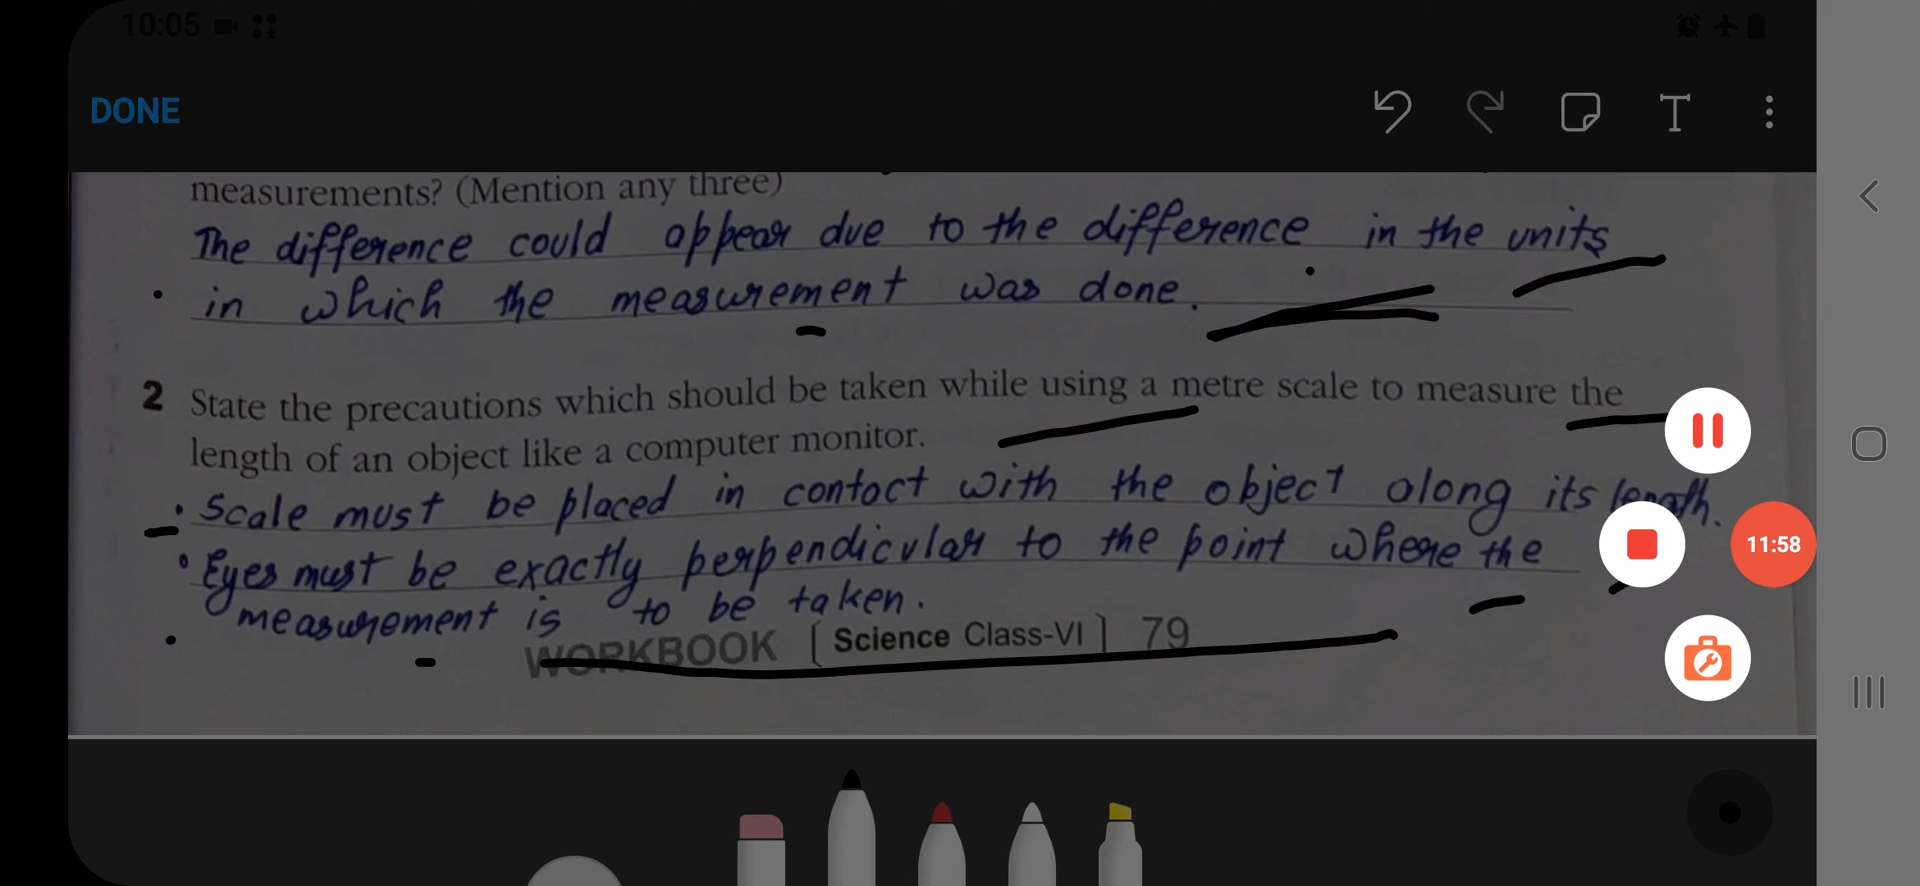 10:05
DONE
T
measurements? (Mention any three)
The difference could appear due to the difference in the units
in which the measurement was done.
2 State the precautions which should be taken while using a metre scale to measure the
length of an object like a computer monitor.
• Scale must be placed in contact with the object along its length.
• Eyes must be exactly perpendicular to the point where the
measurement is to be taken.
WORKBOOK [ Science Class-VI ] 79
11:58